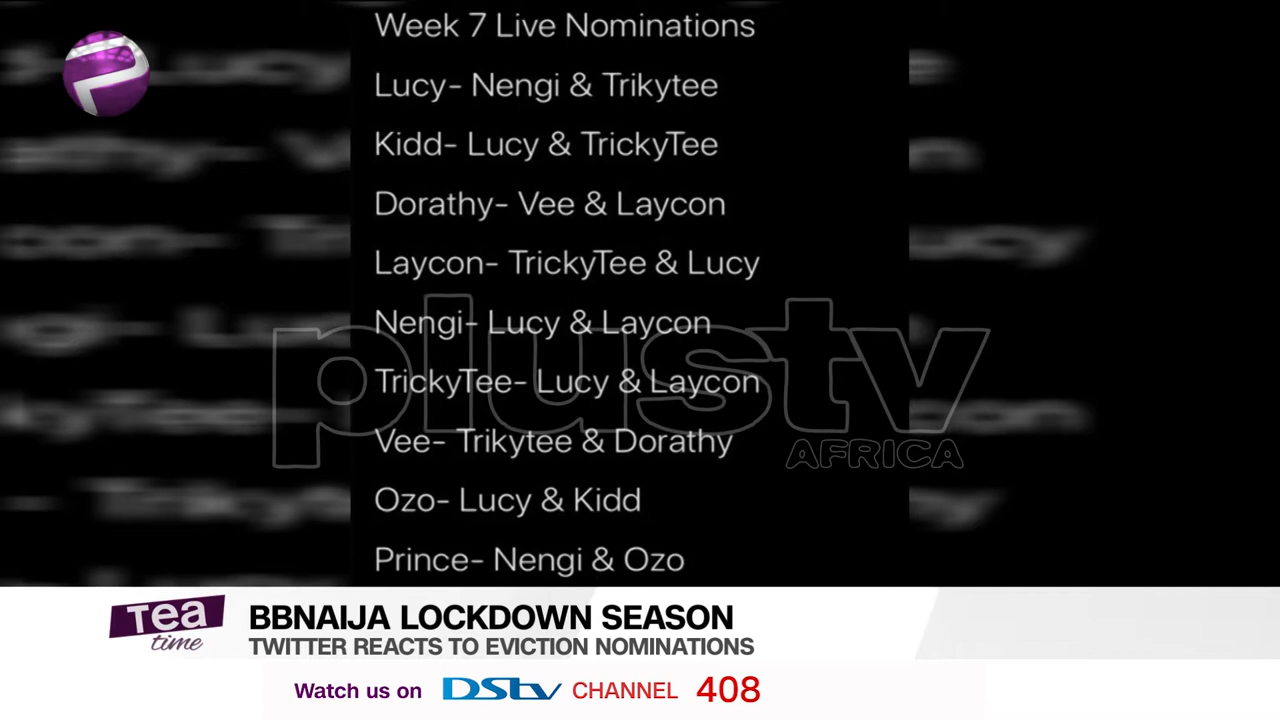 Week 7 Live Nominations
Lucy- Nengi & Trikytee
Kidd- Lucy & TrickyTee
Dorathy- Vee & Laycon
Laycon- TrickyTee & Lucy
Nengi- Lucy & Laycon
TrickyTee- Lucy & Laycon
Vee- Trikytee & Dorathy
Ozo- Lucy & Kidd
Prince- Nengi & Ozo
plustv
AFRICA
Tea
time
BBNAIJA LOCKDOWN SEASON
TWITTER REACTS TO EVICTION NOMINATIONS
Watch us on DStv CHANNEL 408